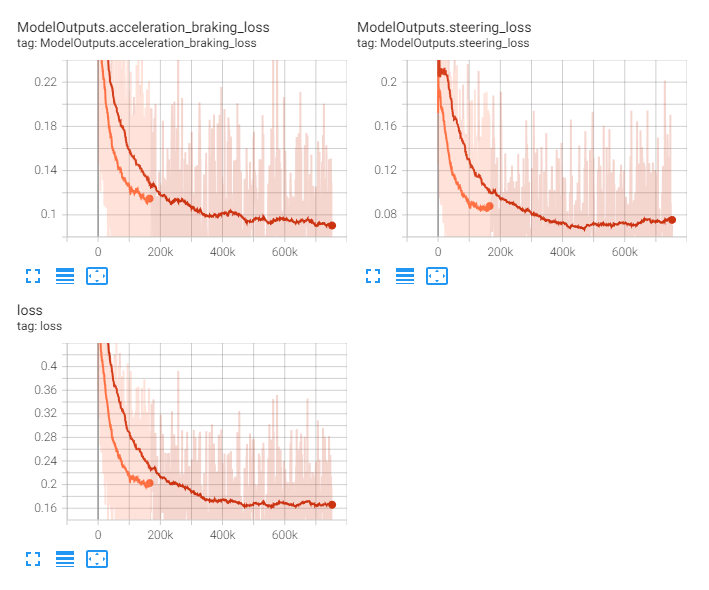 ModelOutputs.acceleration_braking_loss
tag: ModelOutputs.acceleration_braking_loss
0.22
0.18
0.14
0.1
0 200k 400k 600k
ModelOutputs.steering_loss
tag: ModelOutputs.steering_loss
0.2
0.16
0.12
0.08
0 200k 400k 600k
loss
tag: loss
0.4
0.36
0.32
0.28
0.24
0.2
0.16
0 200k 400k 600k